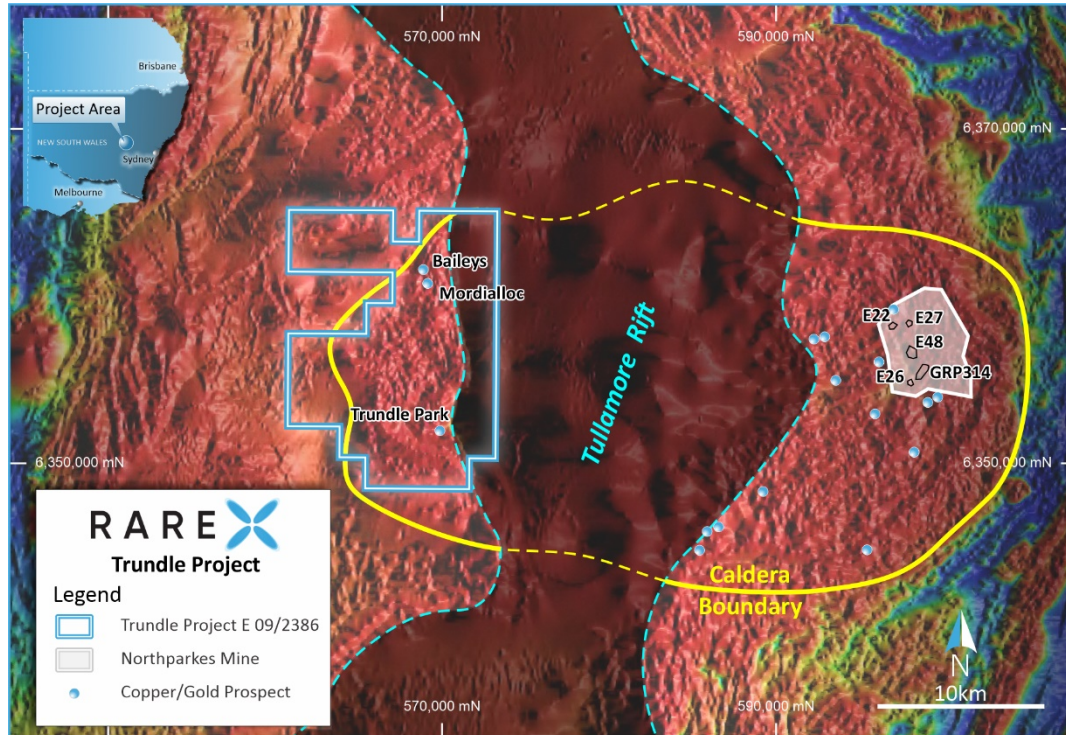 570,000 mN
590,000 mN
Brisbane
Project Area
NEW SOUTH WALES
Sydney
Melbourne
6,370,000 mN
Baileys
Mordialloc
E22
E27
E48
E26
GRP314
Tullamore Rift
Trundle Park
6,350,000 mN
6,350,000 mN
RAREX
Trundle Project
Legend
Trundle Project E 09/2386
Northparkes Mine
Copper/Gold Prospect
Caldera
Boundary
N
10km
570,000 mN
590,000 mN